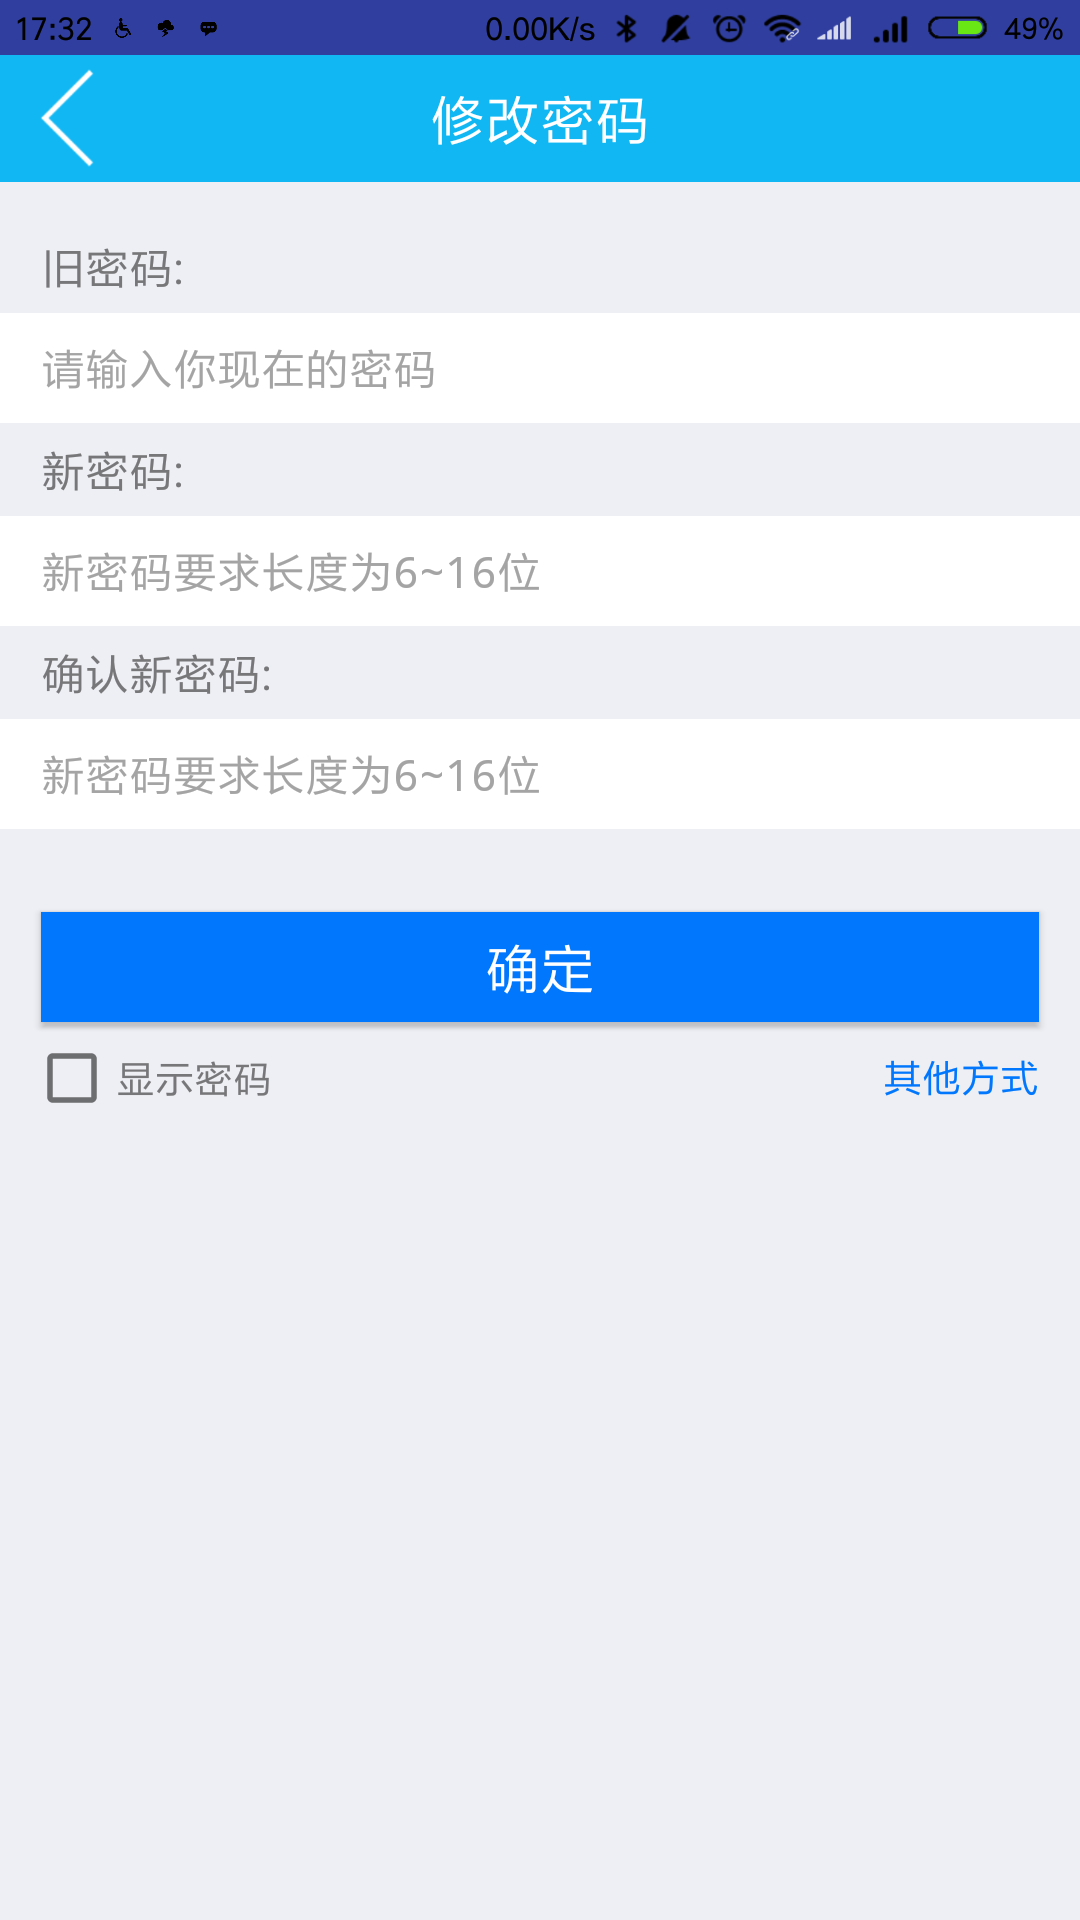 17:32 0.00K/s 49%
修改密码
旧密码:
请输入你现在的密码
新密码:
新密码要求长度为6~16位
确认新密码:
新密码要求长度为6~16位
确定
显示密码 其他方式